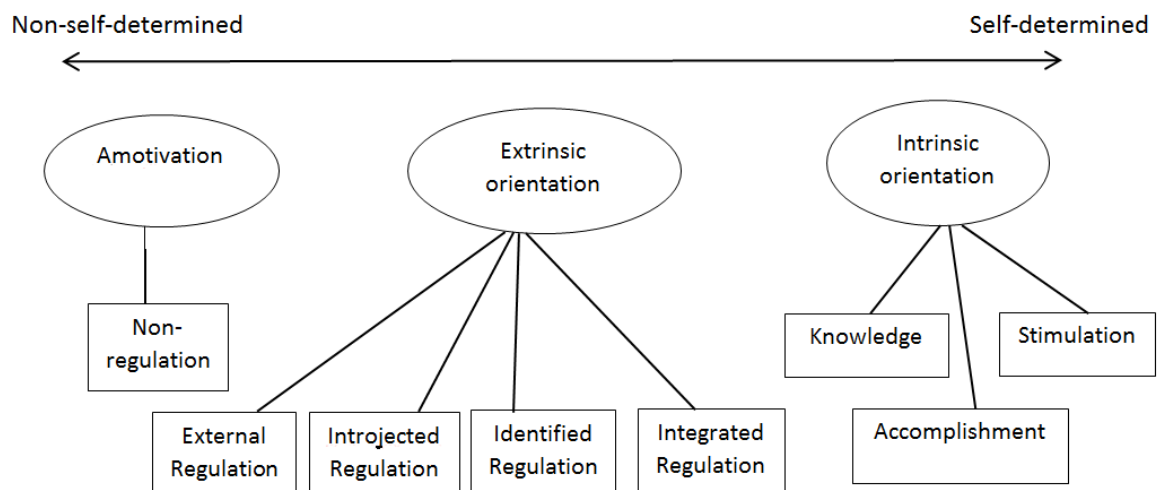 Non-self-determined
Self-determined
Amotivation
Extrinsic
orientation
Intrinsic
orientation
Non-
regulation
Knowledge
Stimulation
External
Regulation
Introjected
Regulation
Identified
Regulation
Integrated
Regulation
Accomplishment